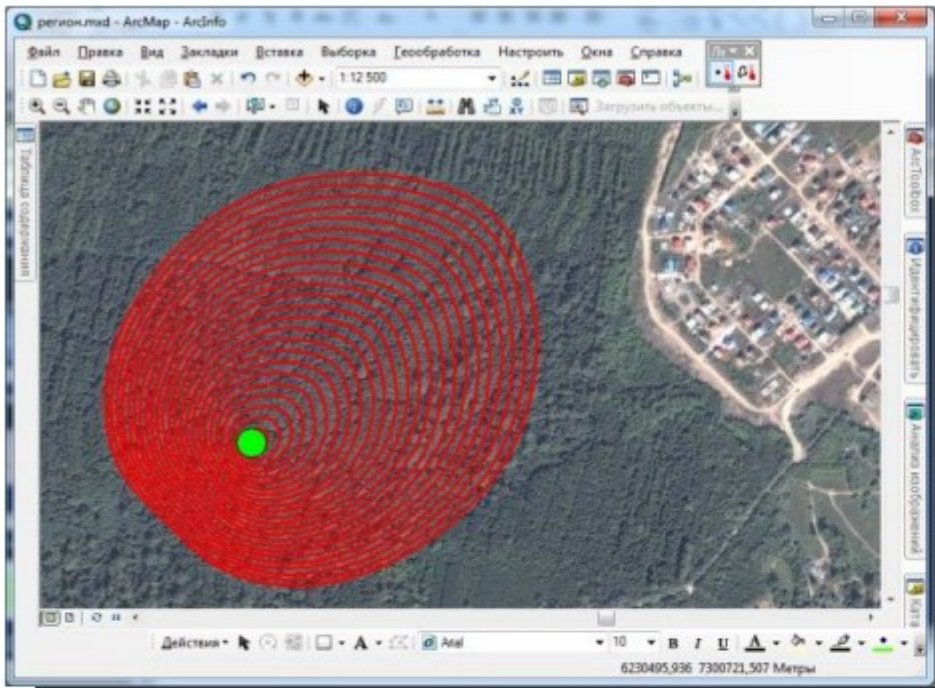 регион.mxd - ArcMap - ArcInfo
Файл Правка Вид Закладки Вставка Выборка Геообработка Настроить Окна Справка
1:12 500
Загрузить объекты...
Таблица содержания
ArcToolbox
Идентифицировать
Анализ изображений
Ката
Действия
A
Arial
10
B I U A
6230495,936 7300721,507 Метры